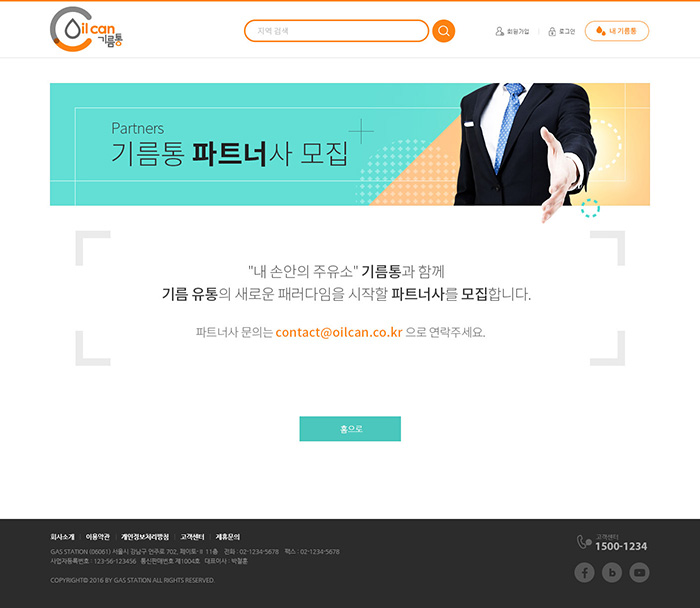 Oil can
기름통
지역 검색
회원가입
로그인
내 기름통
Partners
기름통 파트너사 모집
"내 손안의 주유소" 기름통과 함께
기름 유통의 새로운 패러다임을 시작할 파트너사를 모집합니다.
파트너사 문의는 contact@oilcan.co.kr 으로 연락주세요.
홈으로
회사소개 이용약관 개인정보처리방침 고객센터 제휴문의
GAS STATION (06061) 서울시 강남구 언주로 702, 페이토-Ⅱ 11층 전화 : 02-1234-5678 팩스 : 02-1234-5678
사업자등록번호 : 123-56-123456 통신판매번호 제1004호 대표이사 : 박철훈
COPYRIGHT© 2016 BY GAS STATION ALL RIGHTS RESERVED.
고객센터
1500-1234